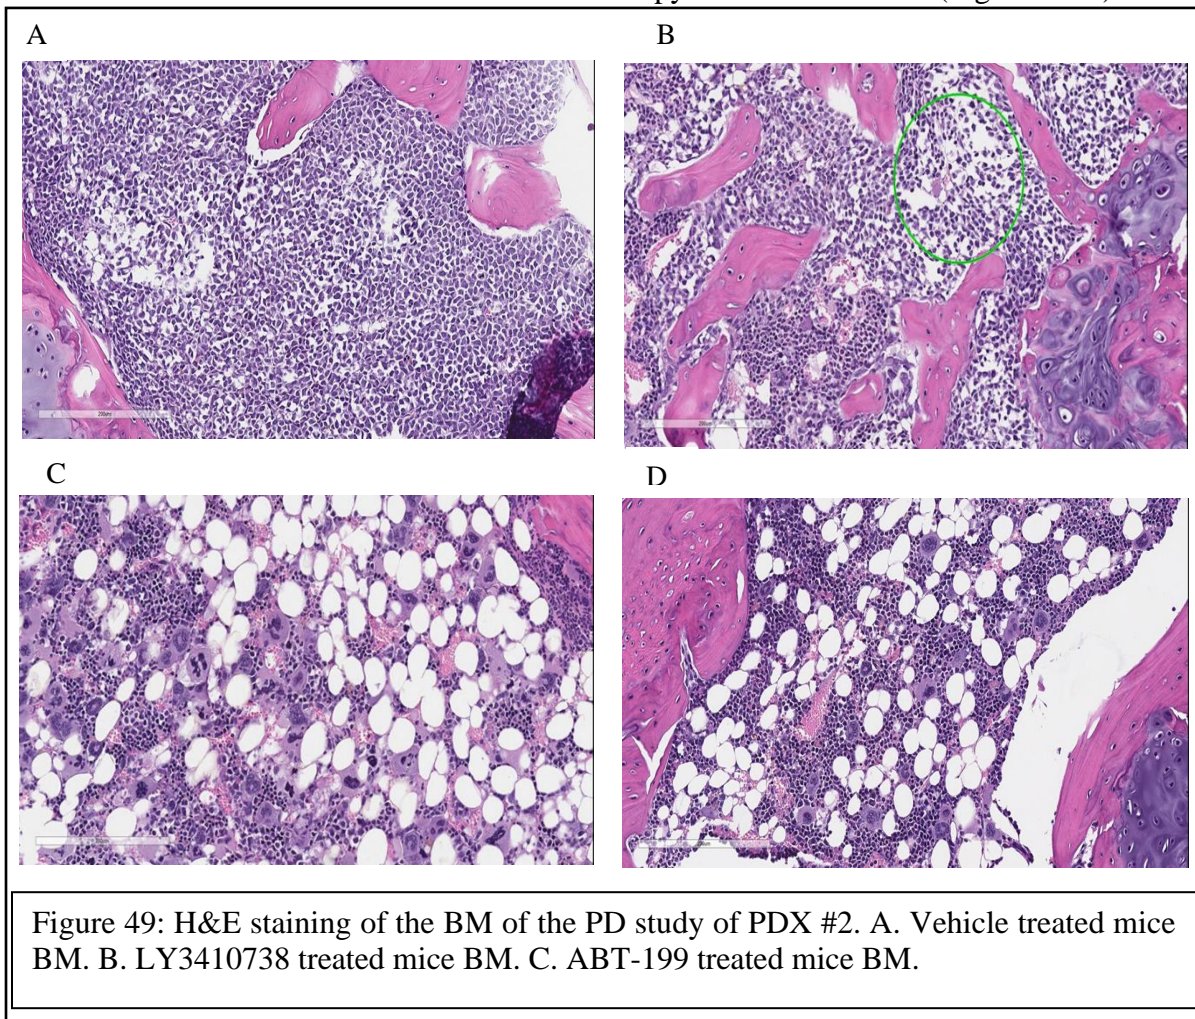 A
B
C
D
Figure 49: H&E staining of the BM of the PD study of PDX #2. A. Vehicle treated mice
BM. B. LY3410738 treated mice BM. C. ABT-199 treated mice BM.